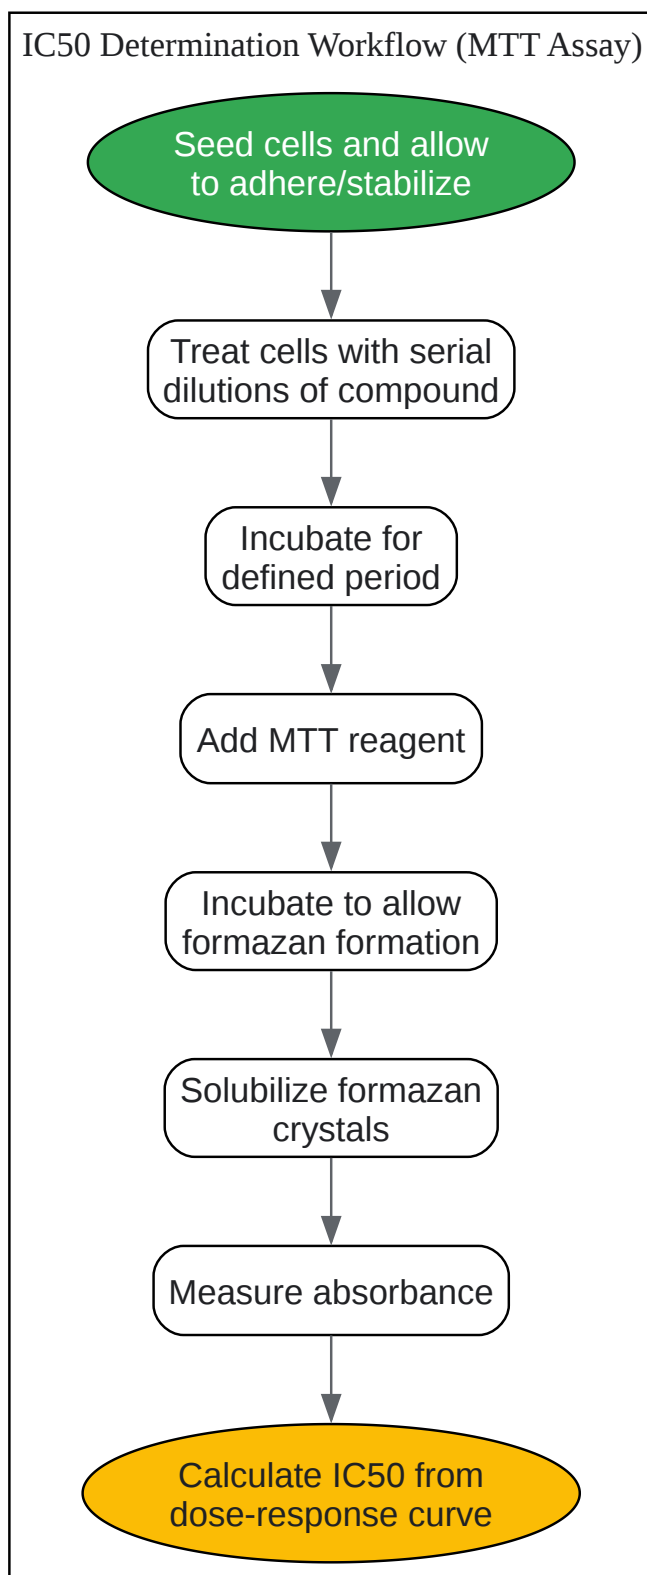 IC50 Determination Workflow (MTT Assay)
Seed cells and allow
to adhere/stabilize
Treat cells with serial
dilutions of compound
Incubate for
defined period
Add MTT reagent
Incubate to allow
formazan formation
Solubilize formazan
crystals
Measure absorbance
Calculate IC50 from
dose-response curve